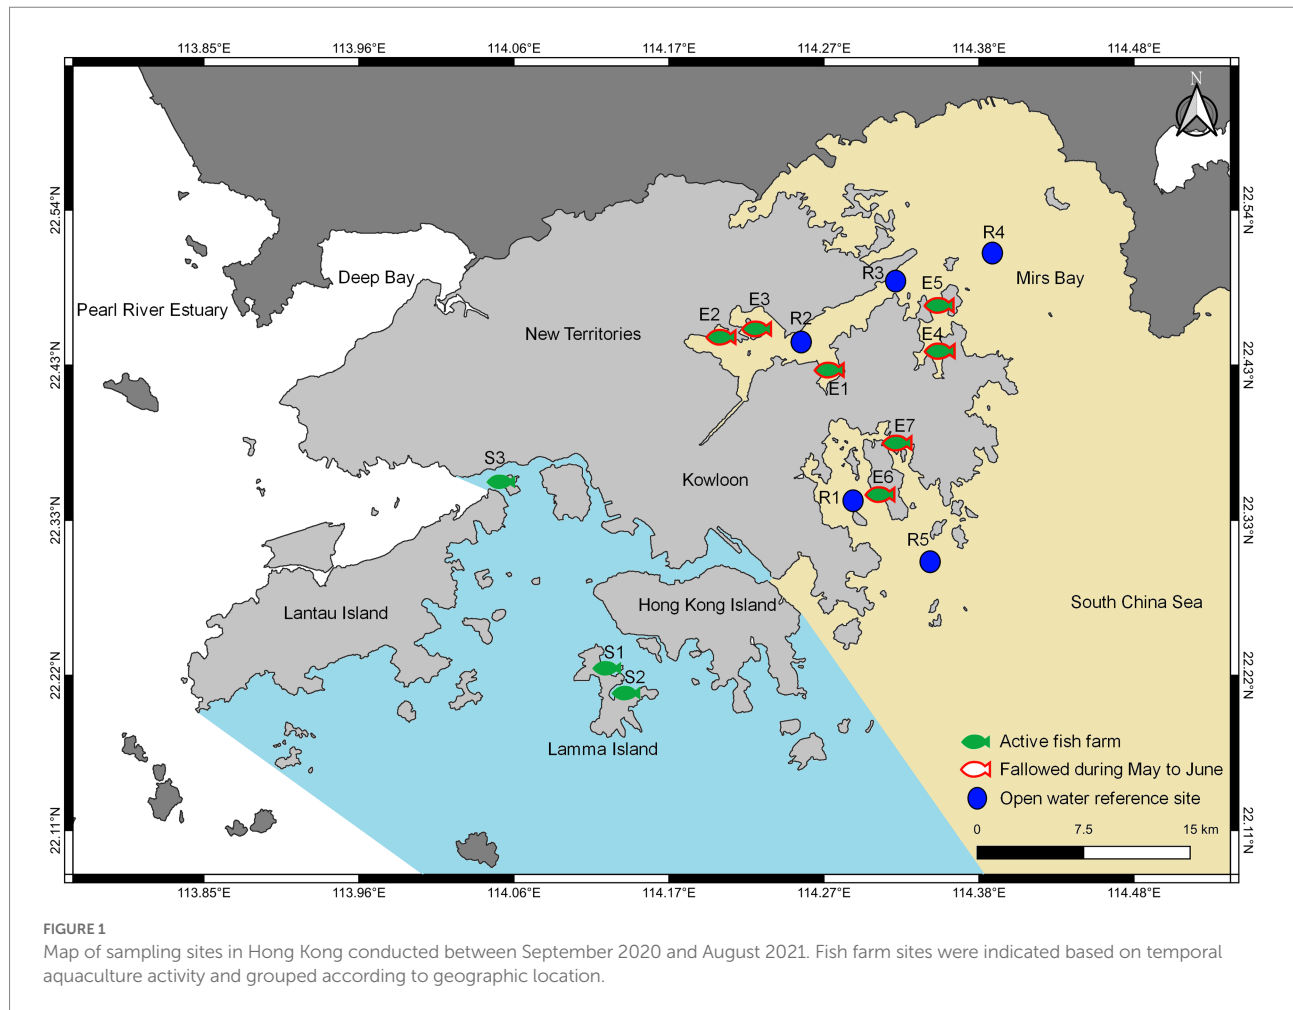 113.85°E 113.96°E 114.06°E 114.17°E 114.27°E 114.38°E 114.48°E
N
22.54°N 22.54°N
R4
R3
Deep Bay
Mirs Bay
E5
Pearl River Estuary
E3
E2
R2
New Territories
E4
22.43°N 22.43°N
E1
E7
S3
Kowloon
E6
R1
22.33°N 22.33°N
R5
South China Sea
Hong Kong Island
Lantau Island
S1
S2
22.22°N 22.22°N
Lamma Island
Active fish farm
Fallowed during May to June
Open water reference site
0 7.5 15 km
22.11°N 22.11°N
113.85°E 113.96°E 114.06°E 114.17°E 114.27°E 114.38°E 114.48°E
FIGURE 1
Map of sampling sites in Hong Kong conducted between September 2020 and August 2021. Fish farm sites were indicated based on temporal
aquaculture activity and grouped according to geographic location.